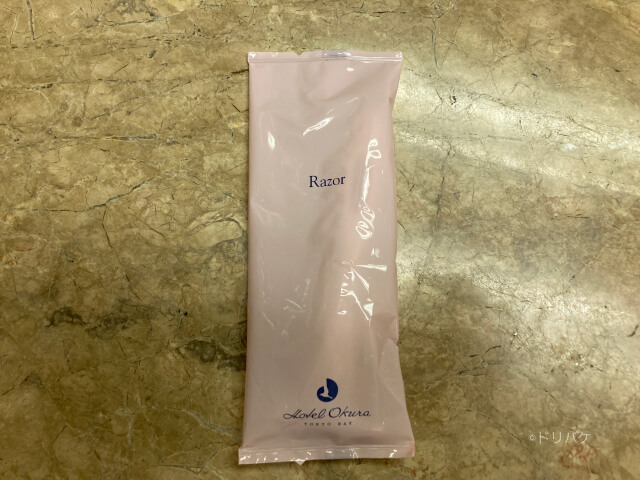 Razor
Hotel Okura
TOKYO BAY
©ドリパケ